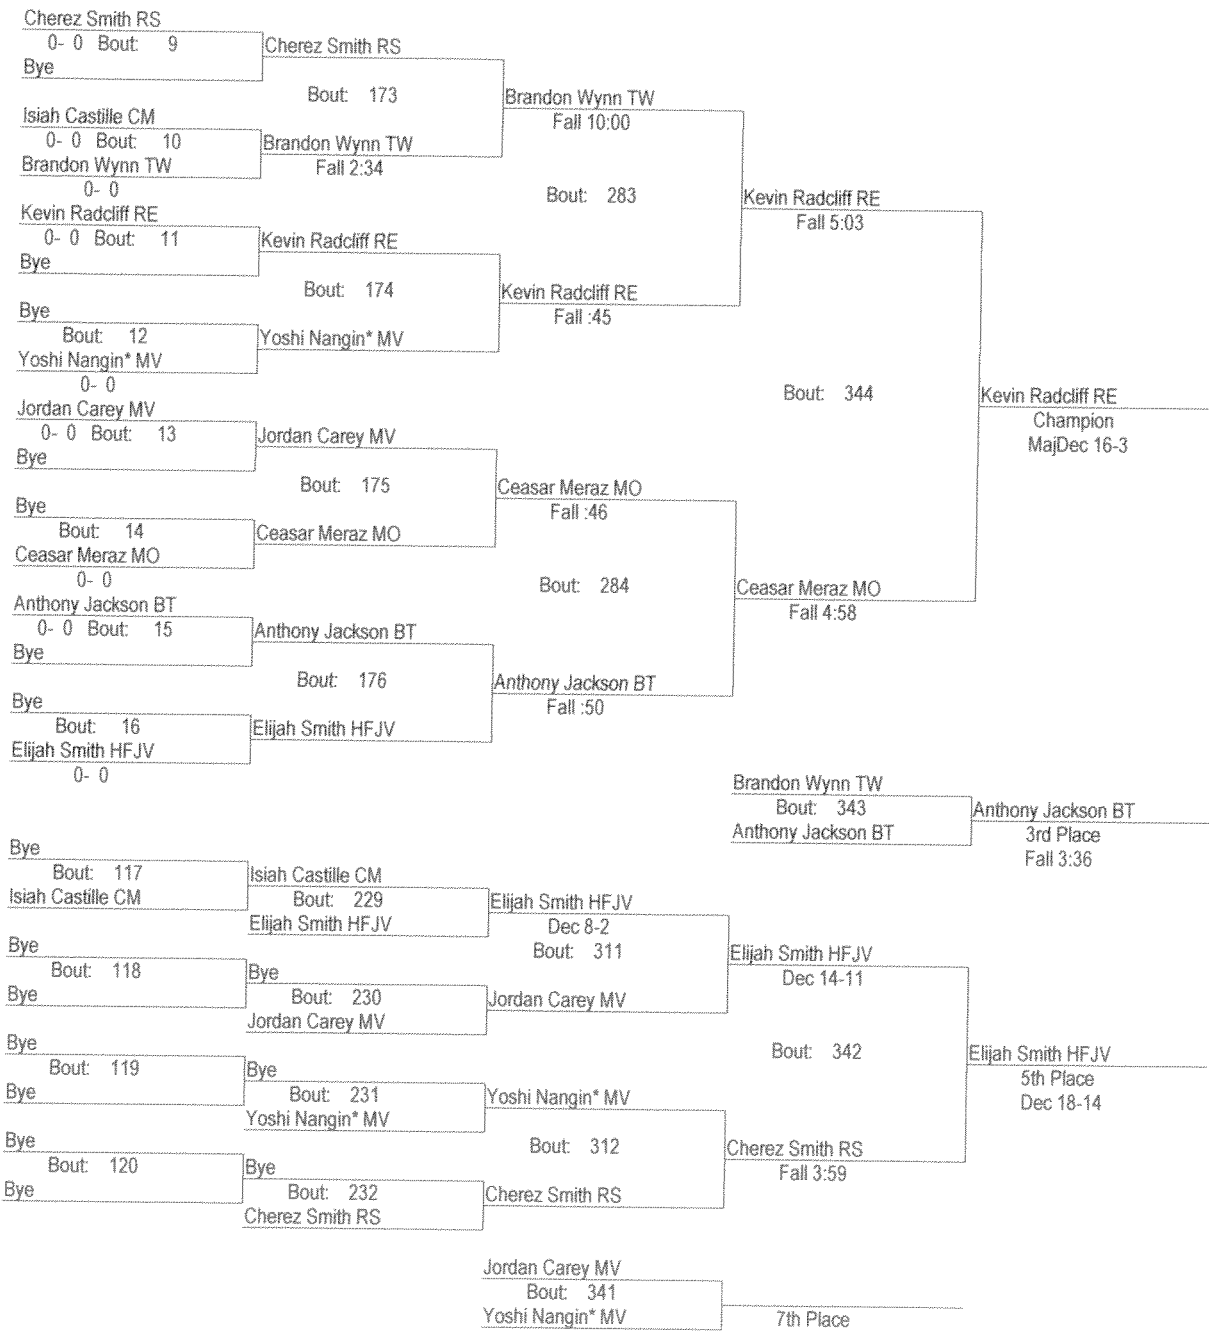 Cherez Smith RS
0- 0 Bout: 9
Bye
Cherez Smith RS
Bout: 173
Isiah Castille CM
0- 0 Bout: 10
Brandon Wynn TW
0- 0
Brandon Wynn TW
Fall 2:34
Brandon Wynn TW
Fall 10:00
Bout: 283
Kevin Radcliff RE
0- 0 Bout: 11
Bye
Kevin Radcliff RE
Bout: 174
Bye
Bout: 12
Yoshi Nangin* MV
0- 0
Yoshi Nangin* MV
Kevin Radcliff RE
Fall :45
Kevin Radcliff RE
Fall 5:03
Bout: 344
Jordan Carey MV
0- 0 Bout: 13
Bye
Jordan Carey MV
Bout: 175
Bye
Bout: 14
Ceasar Meraz MO
0- 0
Ceasar Meraz MO
Ceasar Meraz MO
Fall :46
Bout: 284
Anthony Jackson BT
0- 0 Bout: 15
Bye
Anthony Jackson BT
Bout: 176
Bye
Bout: 16
Elijah Smith HFJV
0- 0
Elijah Smith HFJV
Anthony Jackson BT
Fall :50
Ceasar Meraz MO
Fall 4:58
Kevin Radcliff RE
Champion
MajDec 16-3
Brandon Wynn TW
Bout: 343
Anthony Jackson BT
Anthony Jackson BT
3rd Place
Fall 3:36
Bye
Bout: 117
Isiah Castille CM
Isiah Castille CM
Bout: 229
Elijah Smith HFJV
Elijah Smith HFJV
Dec 8-2
Bout: 311
Bye
Bout: 118
Bye
Bye
Bout: 230
Jordan Carey MV
Jordan Carey MV
Elijah Smith HFJV
Dec 14-11
Bout: 342
Bye
Bout: 119
Bye
Bye
Bout: 231
Yoshi Nangin* MV
Yoshi Nangin* MV
Bout: 312
Bye
Bout: 120
Bye
Bye
Bout: 232
Cherez Smith RS
Cherez Smith RS
Cherez Smith RS
Fall 3:59
Elijah Smith HFJV
5th Place
Dec 18-14
Jordan Carey MV
Bout: 341
Yoshi Nangin* MV
7th Place